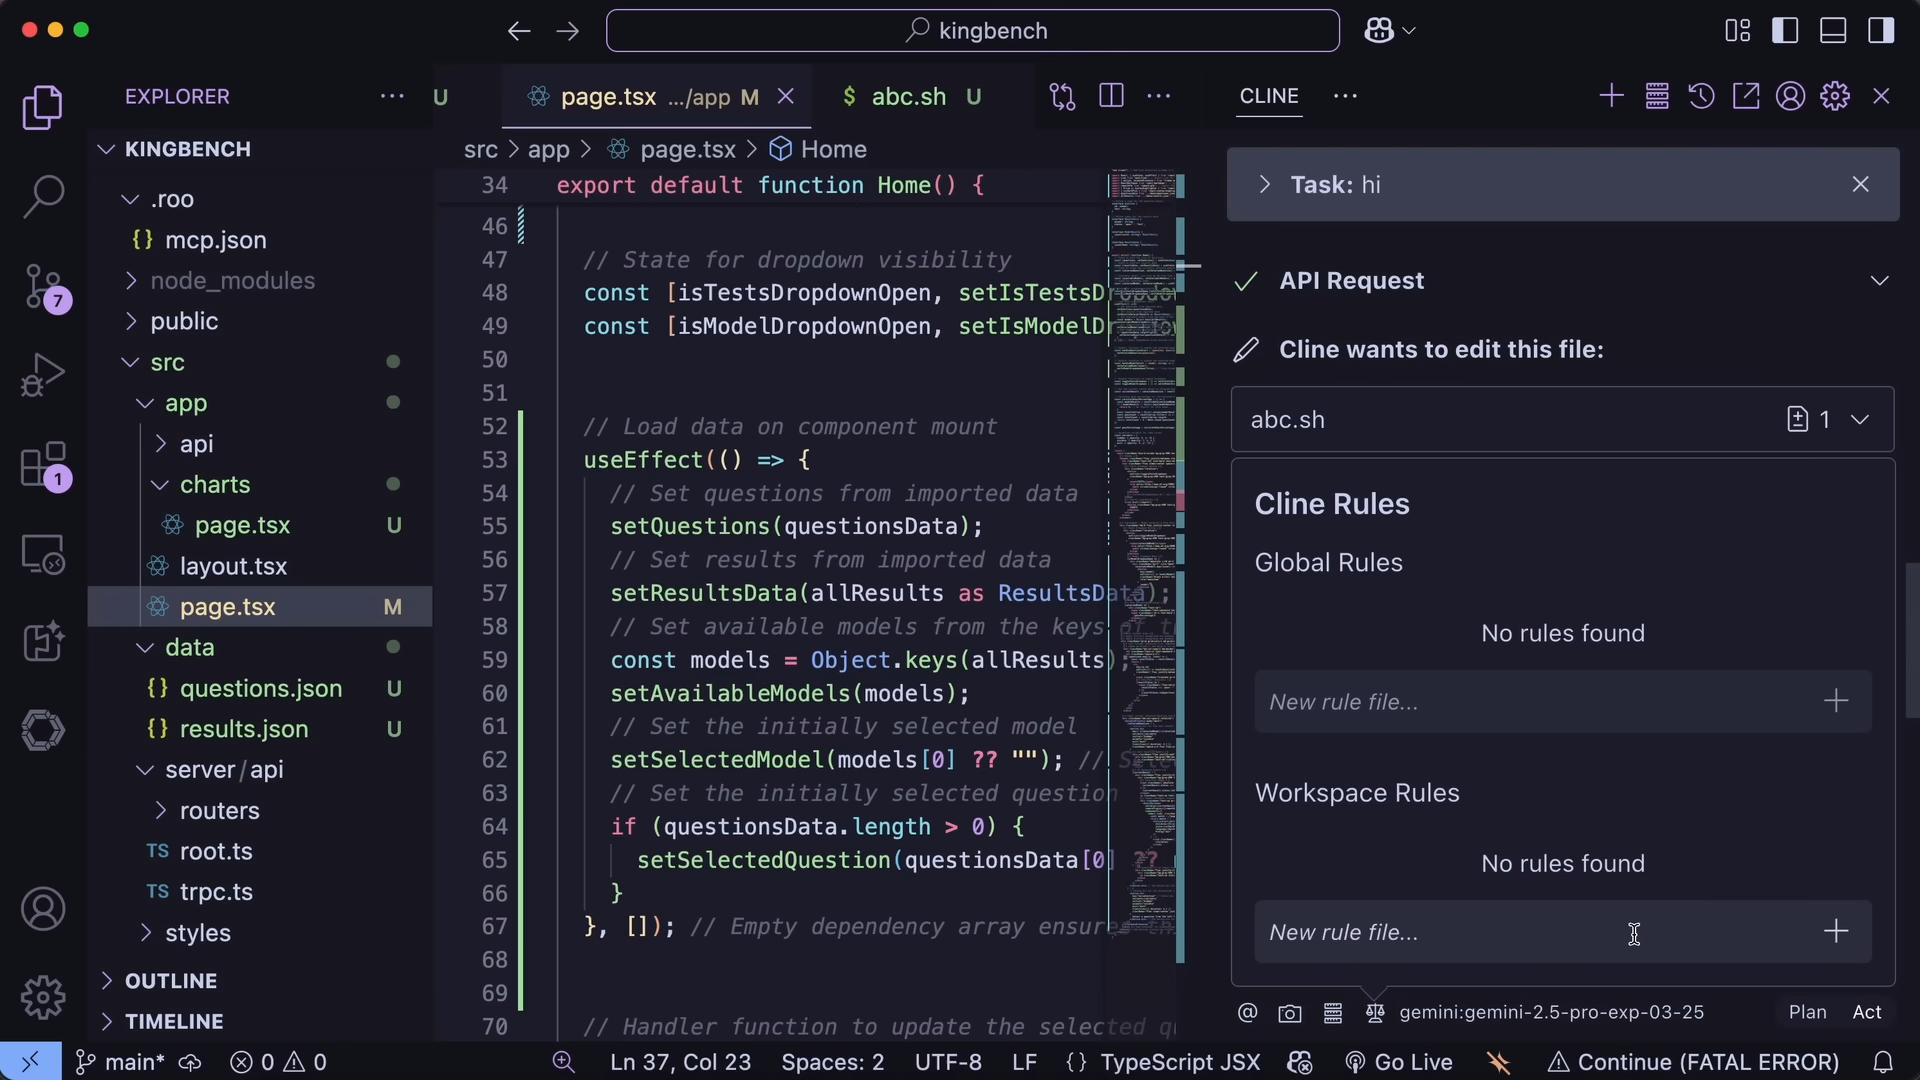 kingbench
EXPLORER
KINGBENCH
.roo
mcp.json
node_modules
public
src
app
api
charts
page.tsx U
layout.tsx
page.tsx M
data
questions.json U
results.json U
server/api
routers
TS root.ts
TS trpc.ts
styles
OUTLINE
TIMELINE
7
1
U
page.tsx .../app M
$ abc.sh U
src > app > page.tsx > Home
34 export default function Home() {
46
47 // State for dropdown visibility
48 const [isTestsDropdownOpen, setIsTestsDropdo
49 const [isModelDropdownOpen, setIsModelDr
50
51
52 // Load data on component mount
53 useEffect(() => {
54 // Set questions from imported data
55 setQuestions(questionsData);
56 // Set results from imported data
57 setResultsData(allResults as ResultsData);
58 // Set available models from the keys of t
59 const models = Object.keys(allResults);
60 setAvailableModels(models);
61 // Set the initially selected model
62 setSelectedModel(models[0] ?? ""); //
63 // Set the initially selected question
64 if (questionsData.length > 0) {
65 setSelectedQuestion(questionsData[0] ??
66 }
67 }, []); // Empty dependency array ensures
68
69
70 // Handler function to update the selected q
CLINE
Task: hi
API Request
Cline wants to edit this file:
abc.sh 1
Cline Rules
Global Rules
No rules found
New rule file...
Workspace Rules
No rules found
New rule file...
@ gemini:gemini-2.5-pro-exp-03-25 Plan Act
main* 0 0 Ln 37, Col 23 Spaces: 2 UTF-8 LF {} TypeScript JSX Go Live Continue (FATAL ERROR)